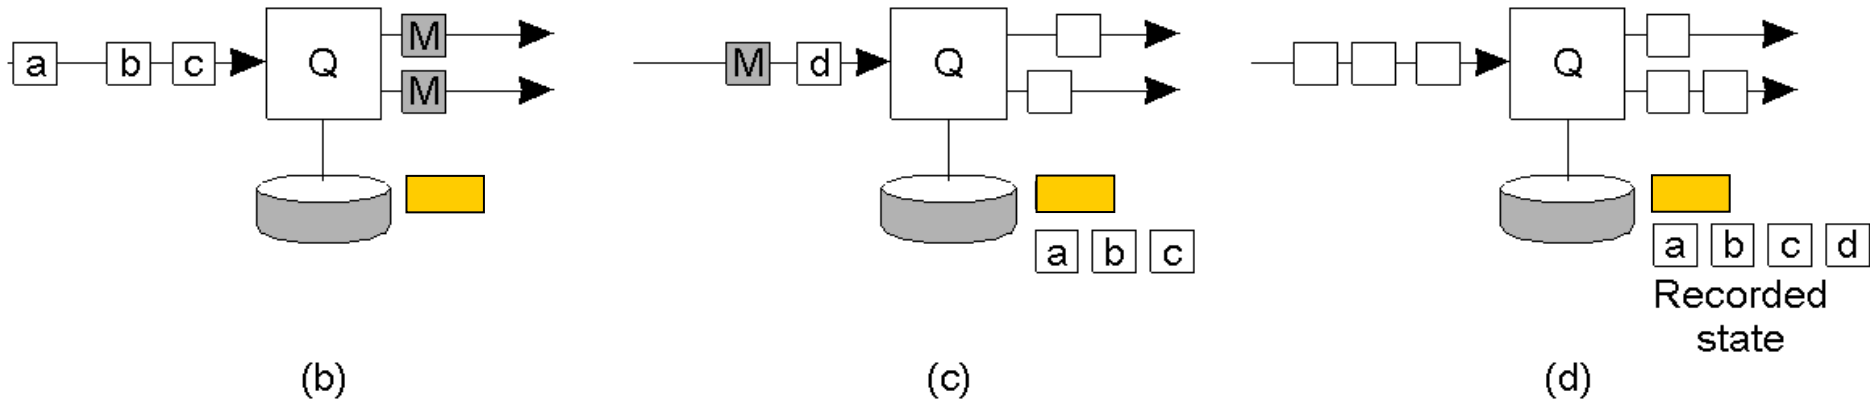 a b c Q M M
M d Q
Q
a b c
a b c d
Recorded
state
(b) (c) (d)